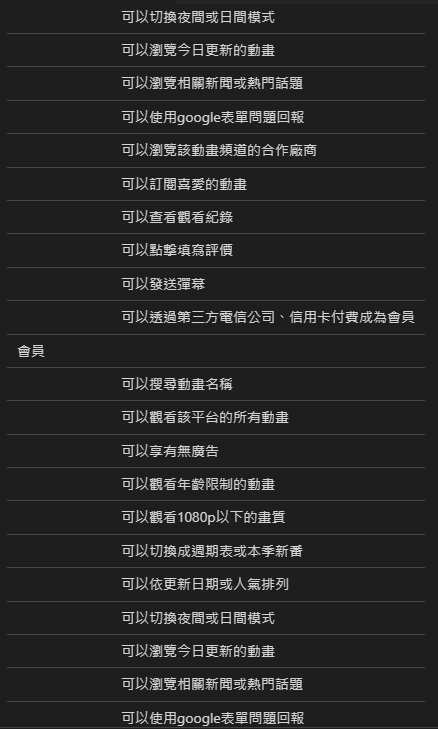 可以切換夜間或日間模式
可以瀏覽今日更新的動畫
可以瀏覽相關新聞或熱門話題
可以使用google表單問題回報
可以瀏覽該動畫頻道的合作廠商
可以訂閱喜愛的動畫
可以查看觀看紀錄
可以點擊填寫評價
可以發送彈幕
可以透過第三方電信公司、信用卡付費成為會員
會員
可以搜尋動畫名稱
可以觀看該平台的所有動畫
可以享有無廣告
可以觀看年齡限制的動畫
可以觀看1080p以下的畫質
可以切換成週期表或本季新番
可以依更新日期或人氣排列
可以切換夜間或日間模式
可以瀏覽今日更新的動畫
可以瀏覽相關新聞或熱門話題
可以使用google表單問題回報